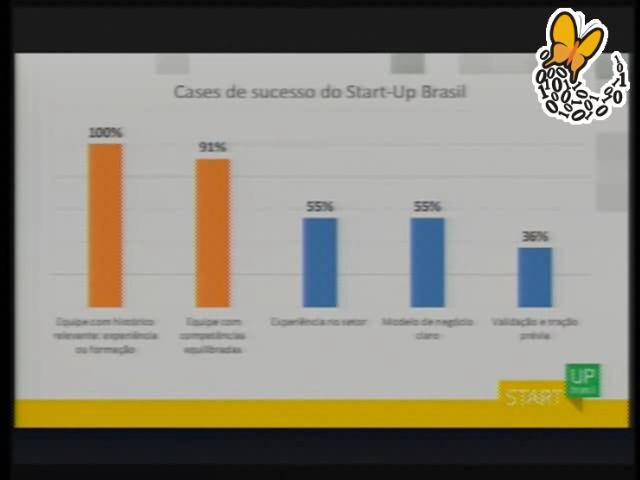 Cases de sucesso do Start-Up Brasil
100%
91%
55%
55%
36%
Equipe com histórico
relevante: experiência
ou formação
Equipe com
competências
equilibradas
Experiência no setor
Modelo de negócio
claro
Validação e tração
prévia
START
UP
brasil